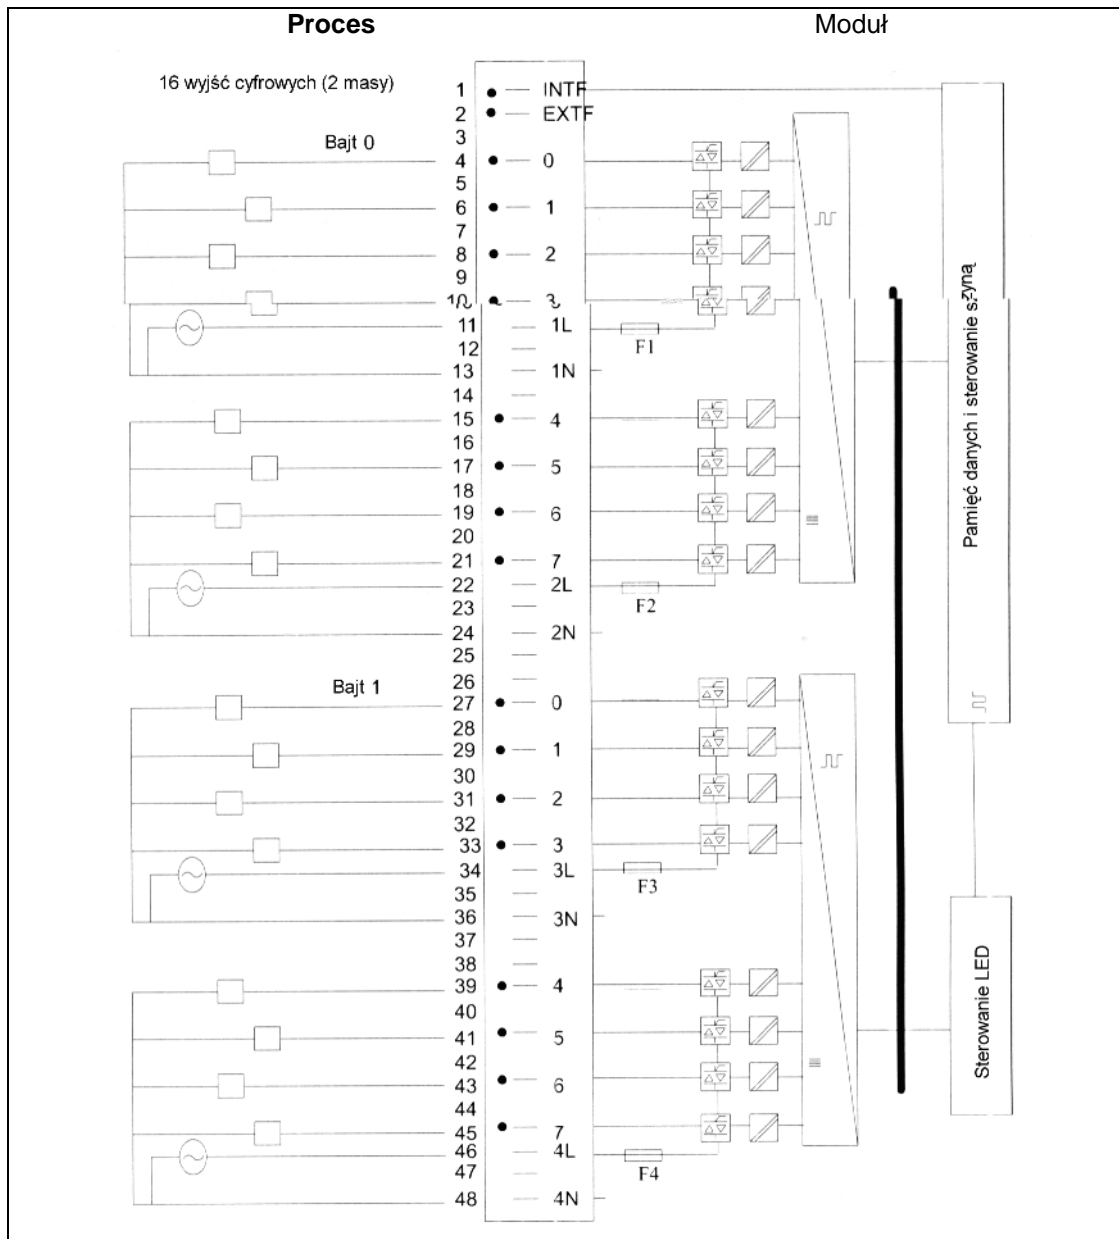 Proces Moduł
16 wyjść cyfrowych (2 masy)
1 INTF
2 EXTF
3
Bajt 0
4 0
5
6 1
7
8 2
9
10 3
11 1L
F1
12
13 1N
14
15 4
16
17 5
18
19 6
20
21 7
22 2L
F2
23
24 2N
25
26
Bajt 1
27 0
28
29 1
30
31 2
32
33 3
34 3L
F3
35
36 3N
37
38
39 4
40
41 5
42
43 6
44
45 7
46 4L
F4
47
48 4N
Pamięć danych i sterowanie szyną
Sterowanie LED